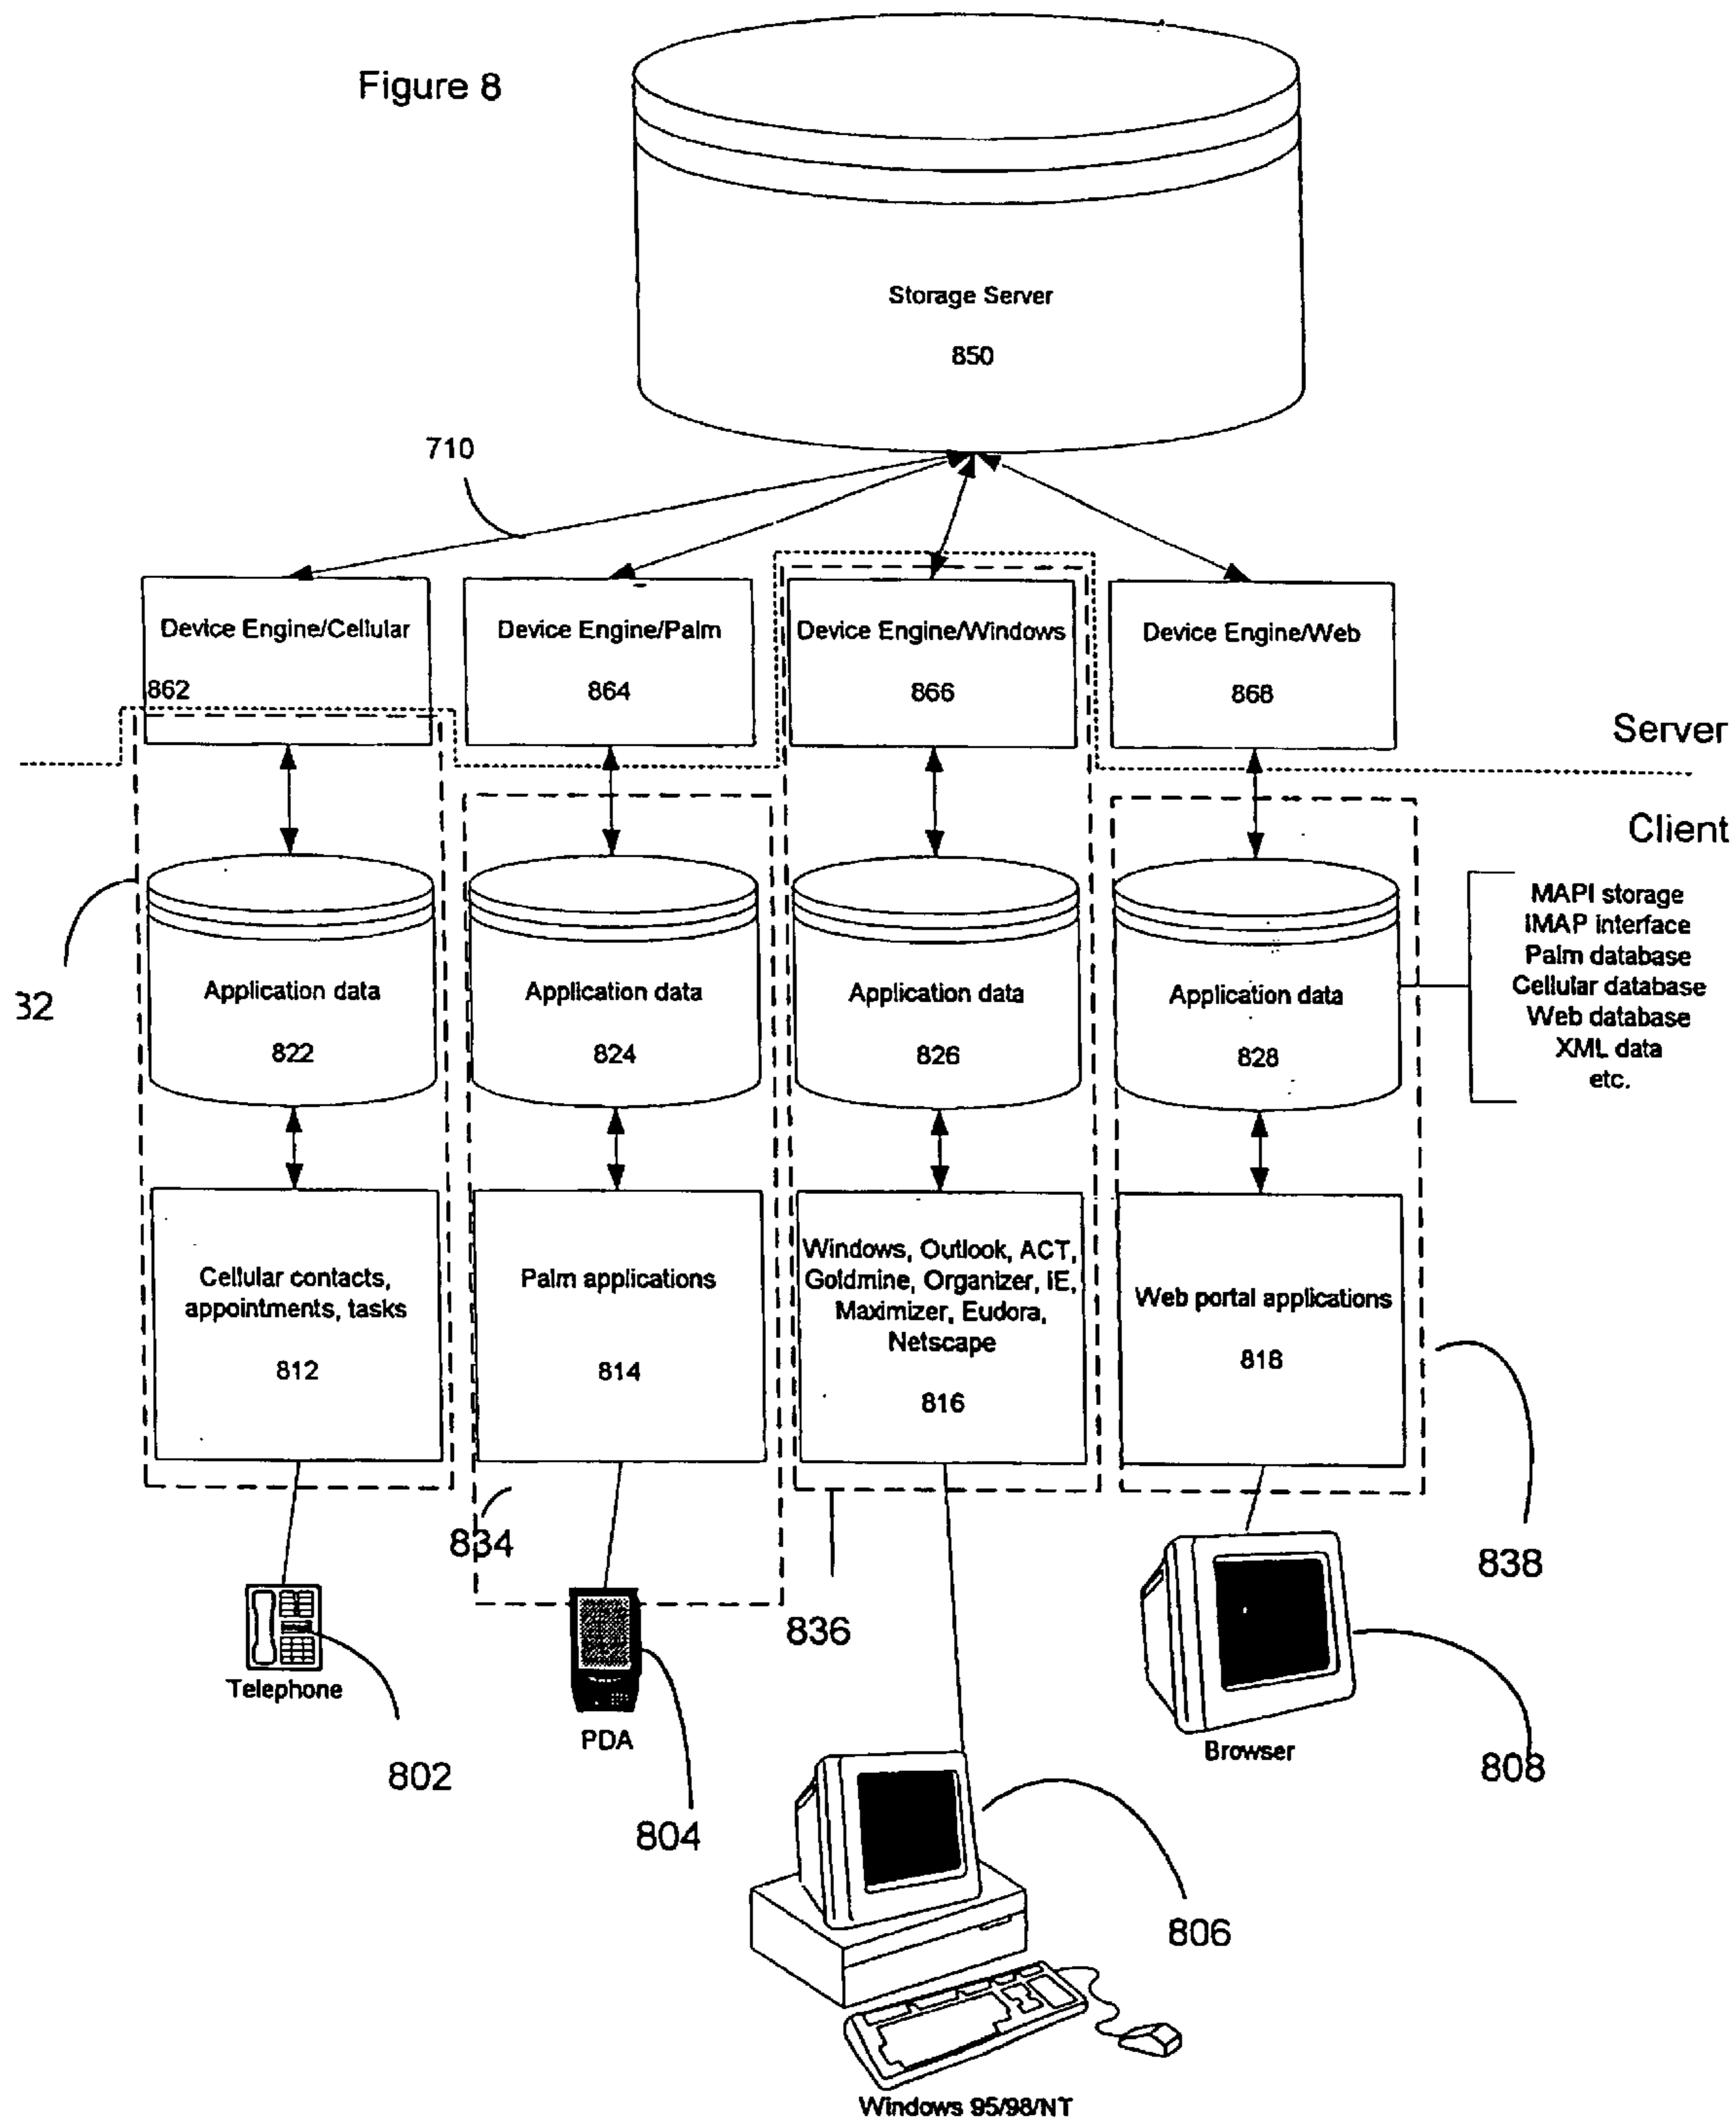 Figure 8
Storage Server
850
710
Device Engine/Cellular
862
Device Engine/Palm
864
Device Engine/Windows
866
Device Engine/Web
868
Server
Client
Application data
822
Application data
824
Application data
826
Application data
828
MAPI storage
IMAP interface
Palm database
Cellular database
Web database
XML data
etc.
32
Cellular contacts,
appointments, tasks
812
Palm applications
814
Windows, Outlook, ACT,
Goldmine, Organizer, IE,
Maximizer, Eudora,
Netscape
816
Web portal applications
818
834
836
838
Telephone
802
PDA
804
Browser
808
806
Windows 95/98/NT